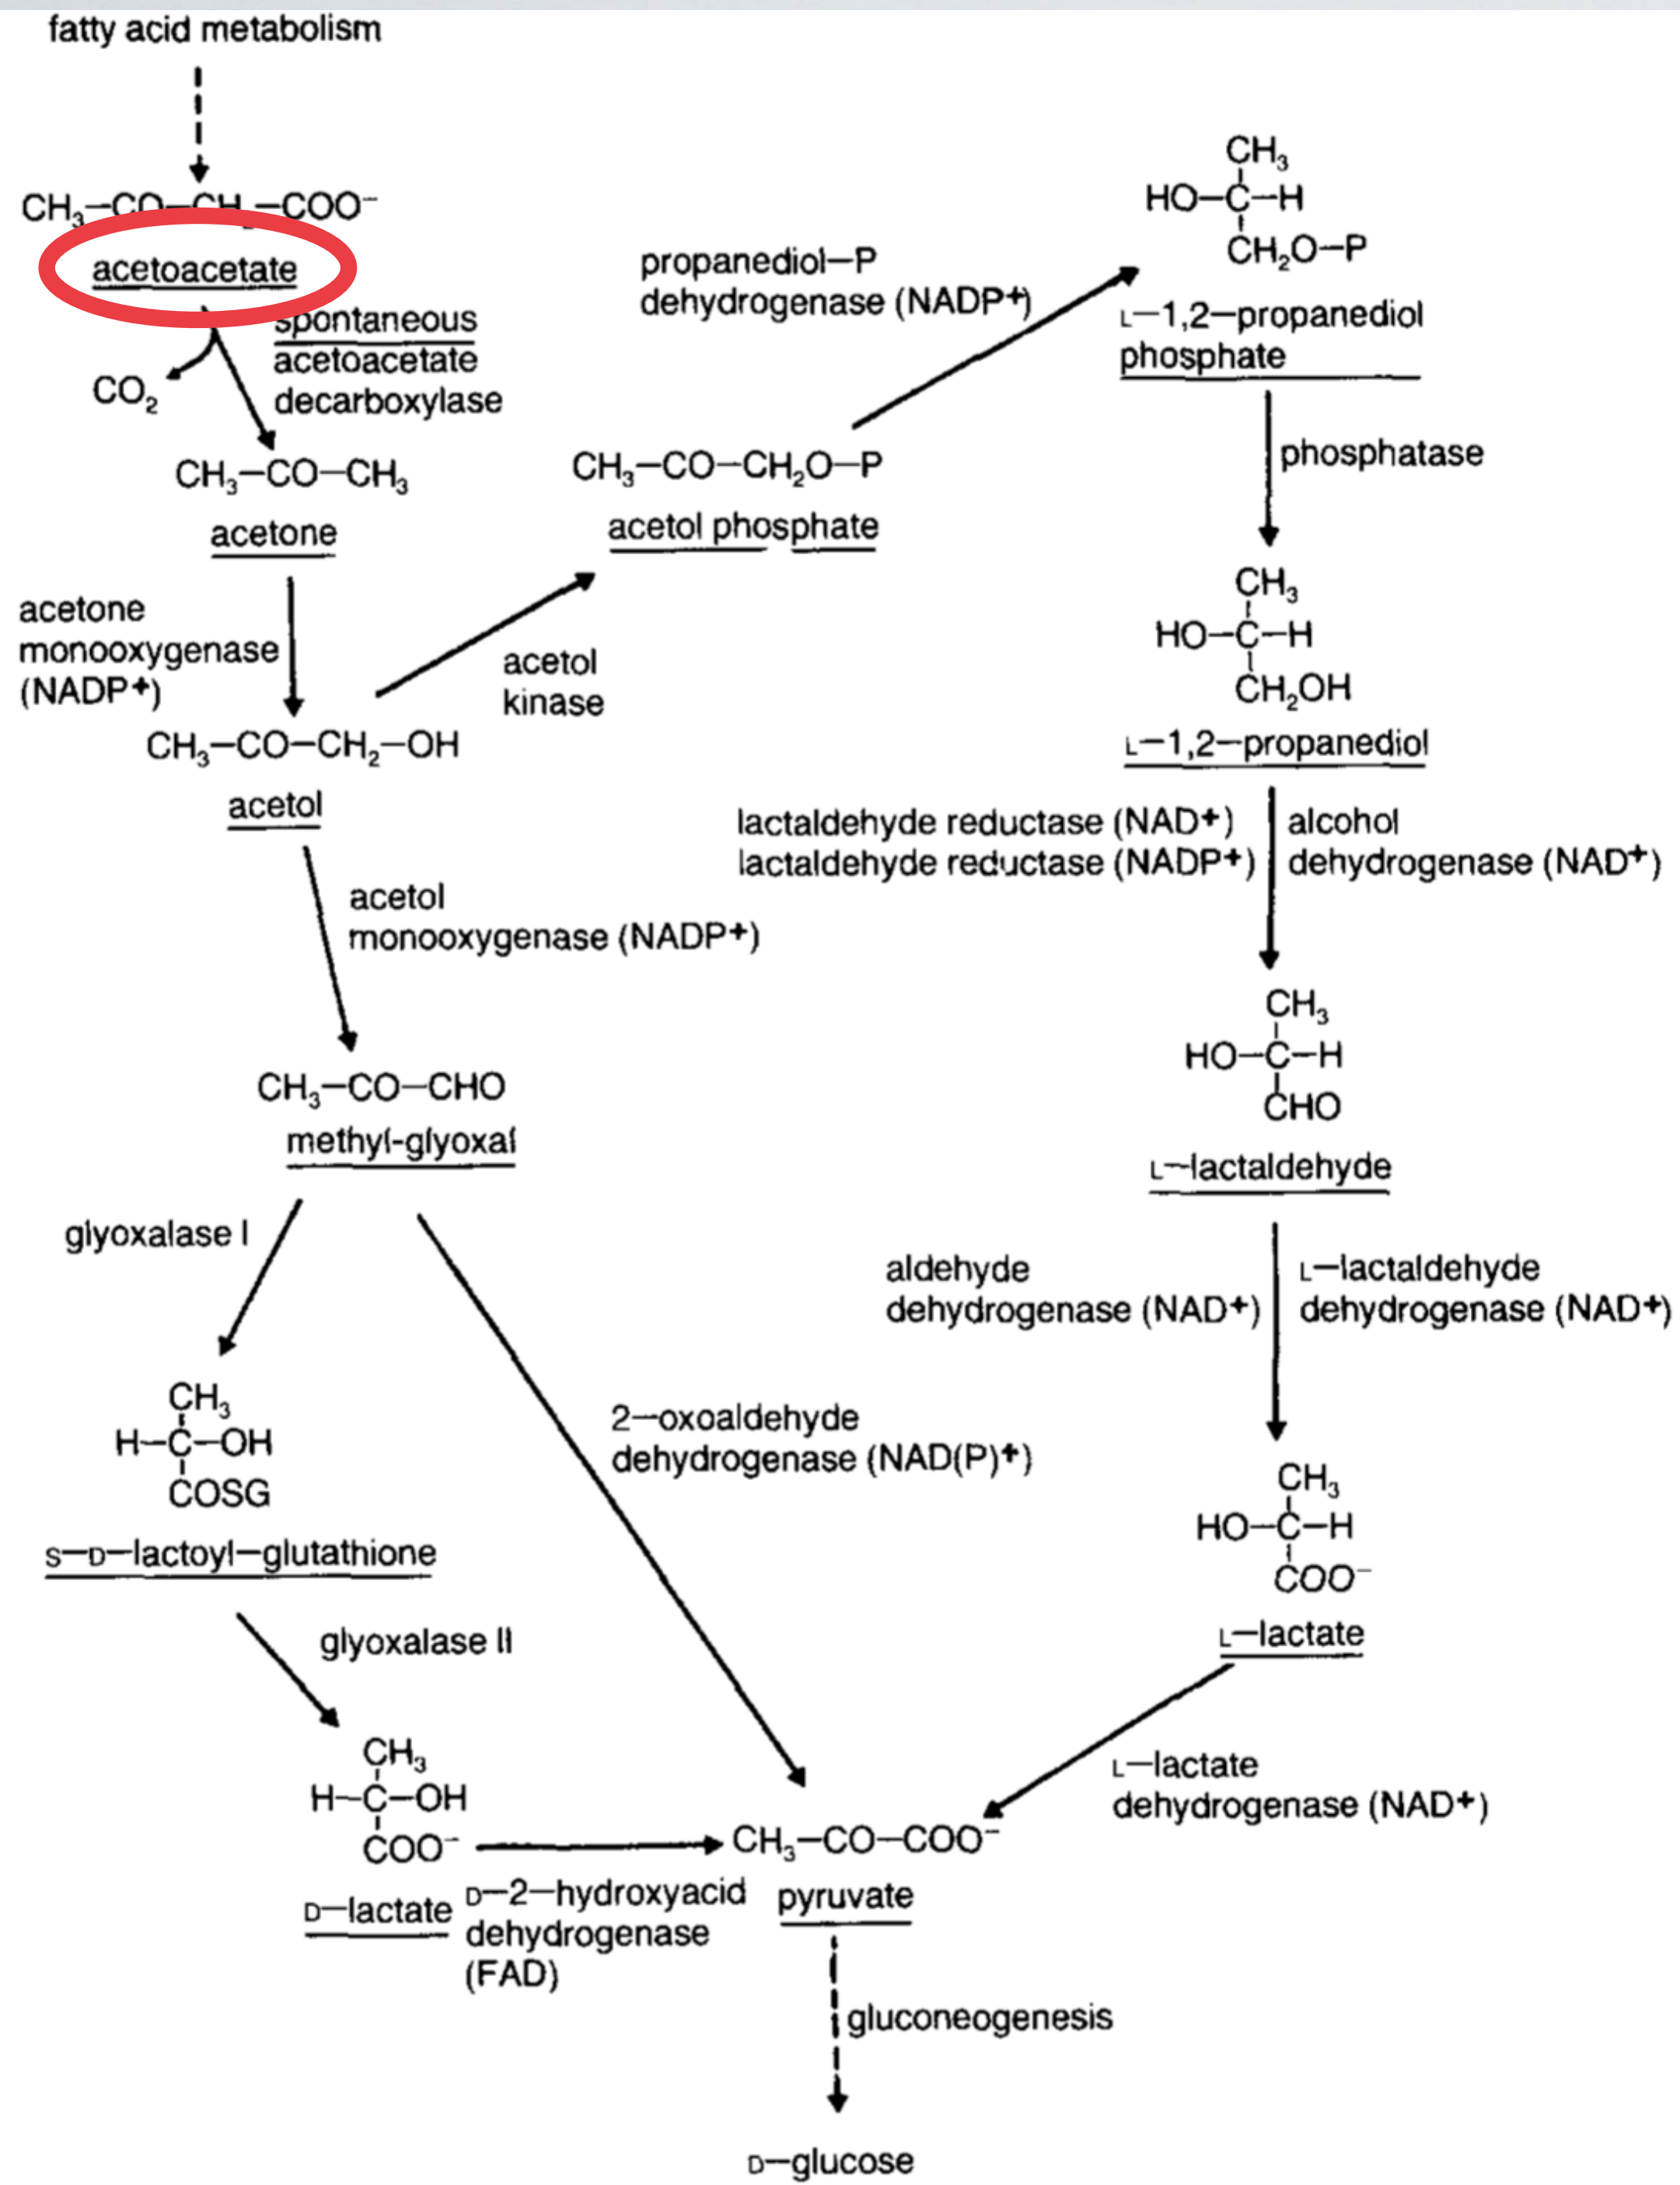 fatty acid metabolism
CH₃–CO–CH₂–COO⁻
acetoacetate
spontaneous
acetoacetate
decarboxylase
CO₂
CH₃–CO–CH₃
acetone
acetone
monooxygenase
(NADP+)
CH₃–CO–CH₂–OH
acetol
acetol
kinase
CH₃–CO–CH₂O–P
acetol phosphate
propanediol–P
dehydrogenase (NADP+)
CH₃
HO–C–H
CH₂O–P
L–1,2–propanediol
phosphate
phosphatase
CH₃
HO–C–H
CH₂OH
L–1,2–propanediol
lactaldehyde reductase (NAD+)
lactaldehyde reductase (NADP+)
alcohol
dehydrogenase (NAD+)
CH₃
HO–C–H
CHO
L–lactaldehyde
aldehyde
dehydrogenase (NAD+)
L–lactaldehyde
dehydrogenase (NAD+)
CH₃
HO–C–H
COO⁻
L–lactate
L–lactate
dehydrogenase (NAD+)
acetol
monooxygenase (NADP+)
CH₃–CO–CHO
methyl-glyoxal
glyoxalase I
CH₃
H–C–OH
COSG
S–D–lactoyl–glutathione
2–oxoaldehyde
dehydrogenase (NAD(P)+)
glyoxalase II
CH₃
H–C–OH
COO⁻
D–lactate
D–2–hydroxyacid
dehydrogenase
(FAD)
CH₃–CO–COO⁻
pyruvate
gluconeogenesis
D–glucose